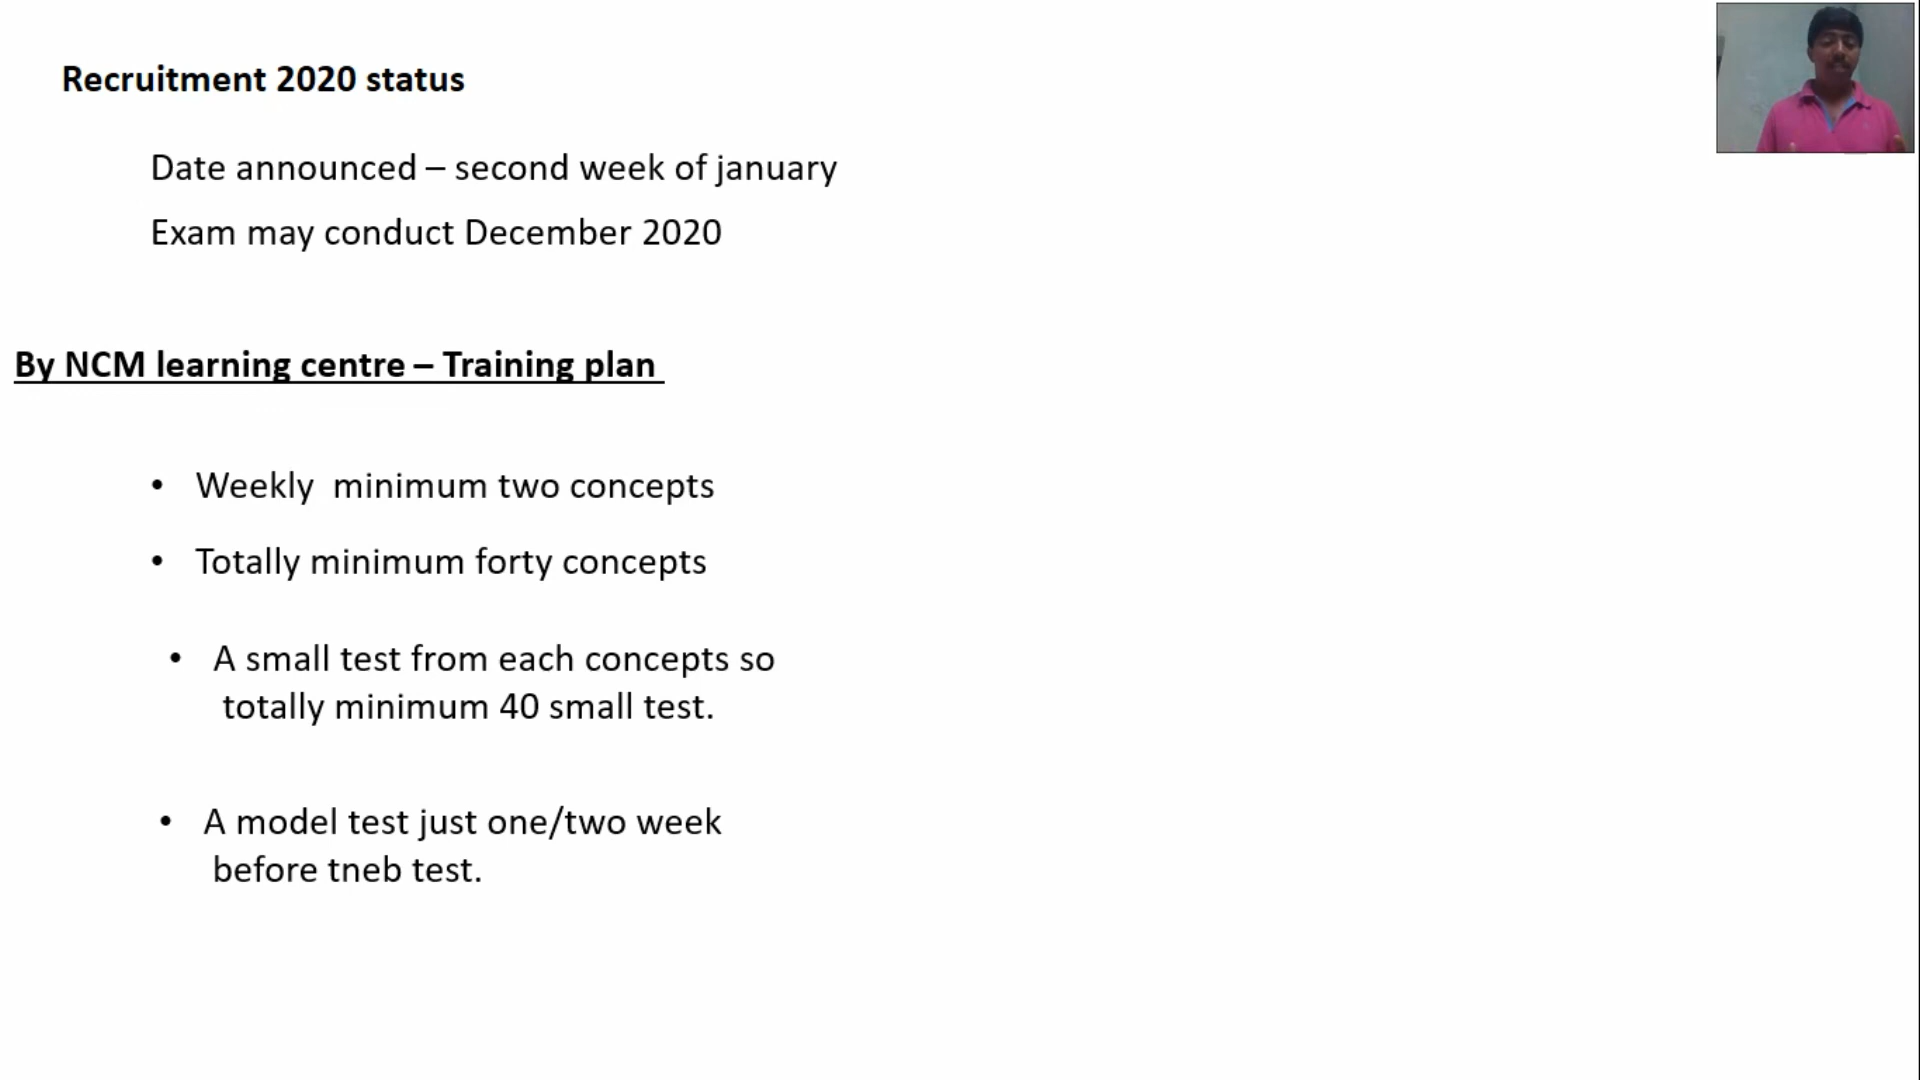 Recruitment 2020 status
Date announced – second week of january
Exam may conduct December 2020
By NCM learning centre – Training plan
• Weekly  minimum two concepts
• Totally minimum forty concepts
• A small test from each concepts so
totally minimum 40 small test.
• A model test just one/two week
before tneb test.